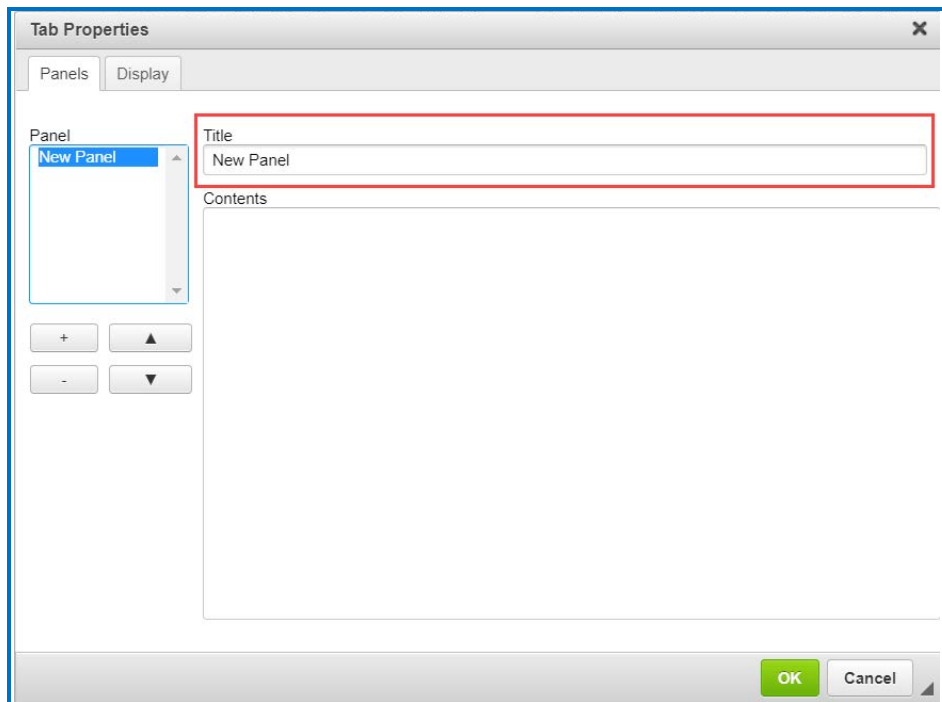 Tab Properties
Panels Display
Panel
New Panel
Title
New Panel
Contents
+
-
OK Cancel